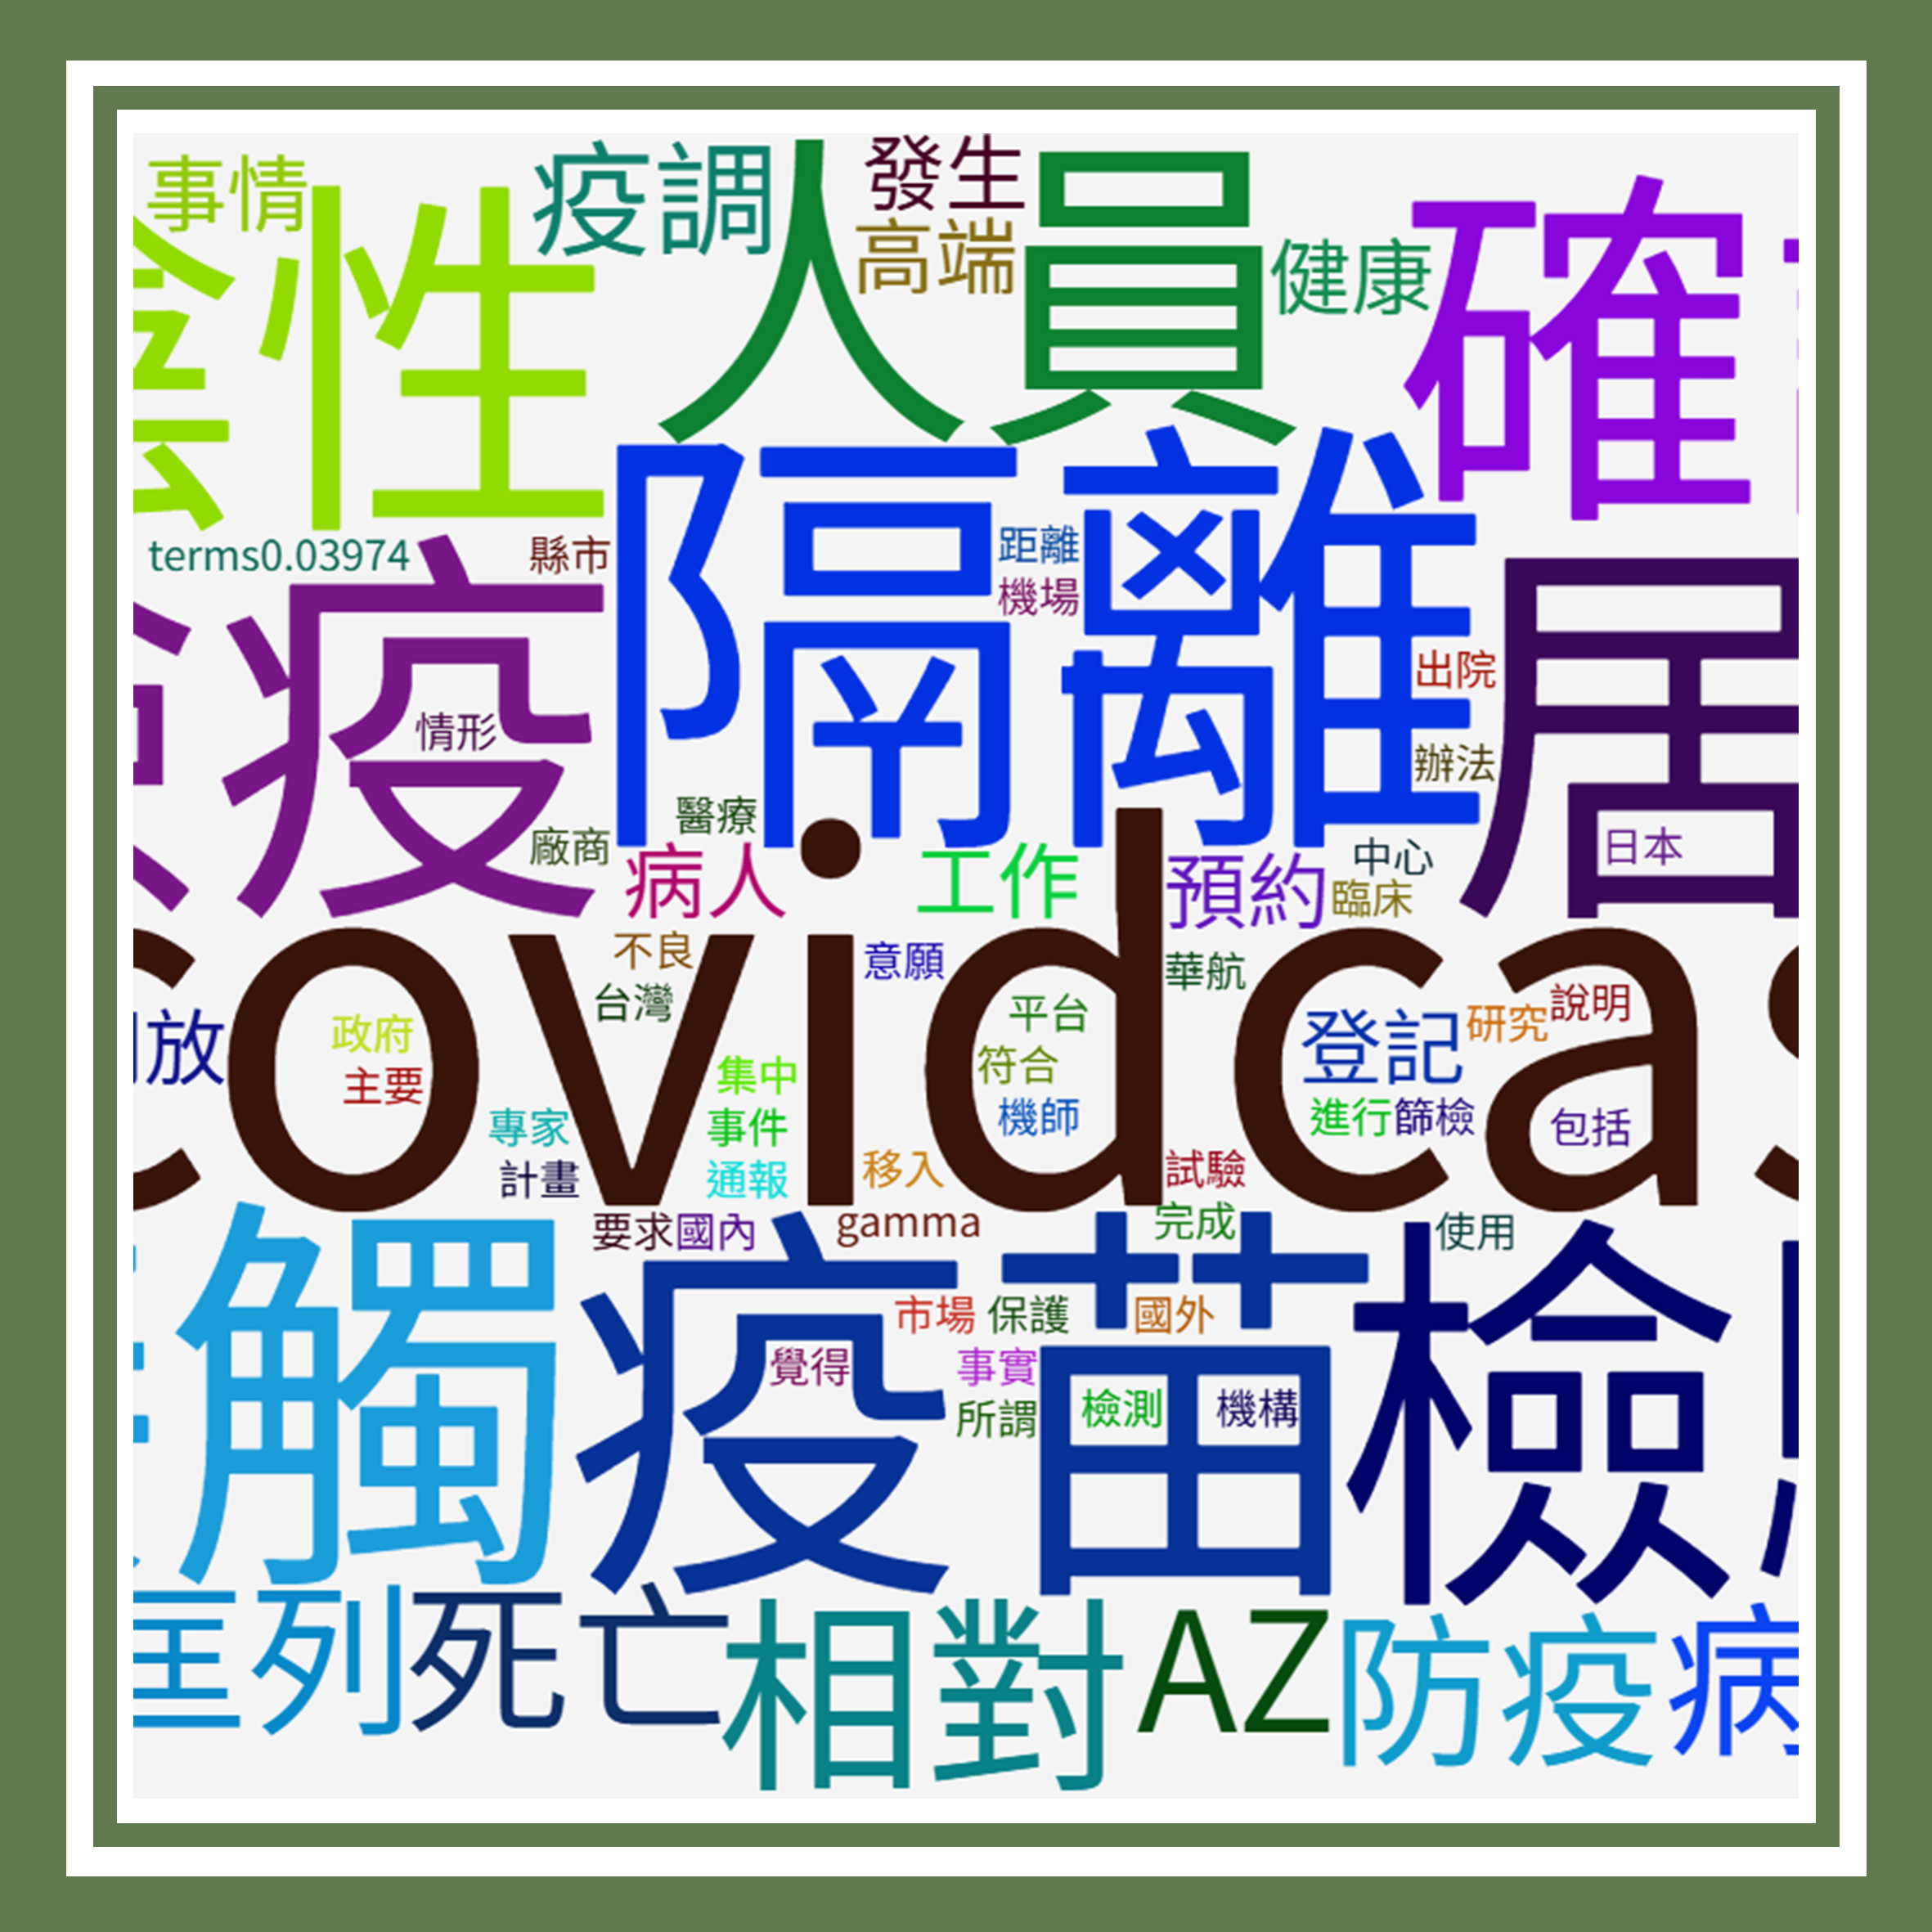 事情
疫調
人員
發生
高端
健康
確
性
隔離
terms0.03974
縣市
距離
機場
疫
情形
出院
辦法
居
日本
醫療
廠商
病人
工作
預約
中心
臨床
covidcas
不良
意願
華航
台灣
放
政府
主要
集中
平台
符合
登記
研究
說明
專家
事件
機師
進行
篩檢
包括
計畫
通報
移入
試驗
要求
國內
gamma
完成
使用
觸
疫苗
檢
市場
保護
國外
覺得
事實
所謂
檢測
機構
匡列
死亡
相對
AZ
防疫
病